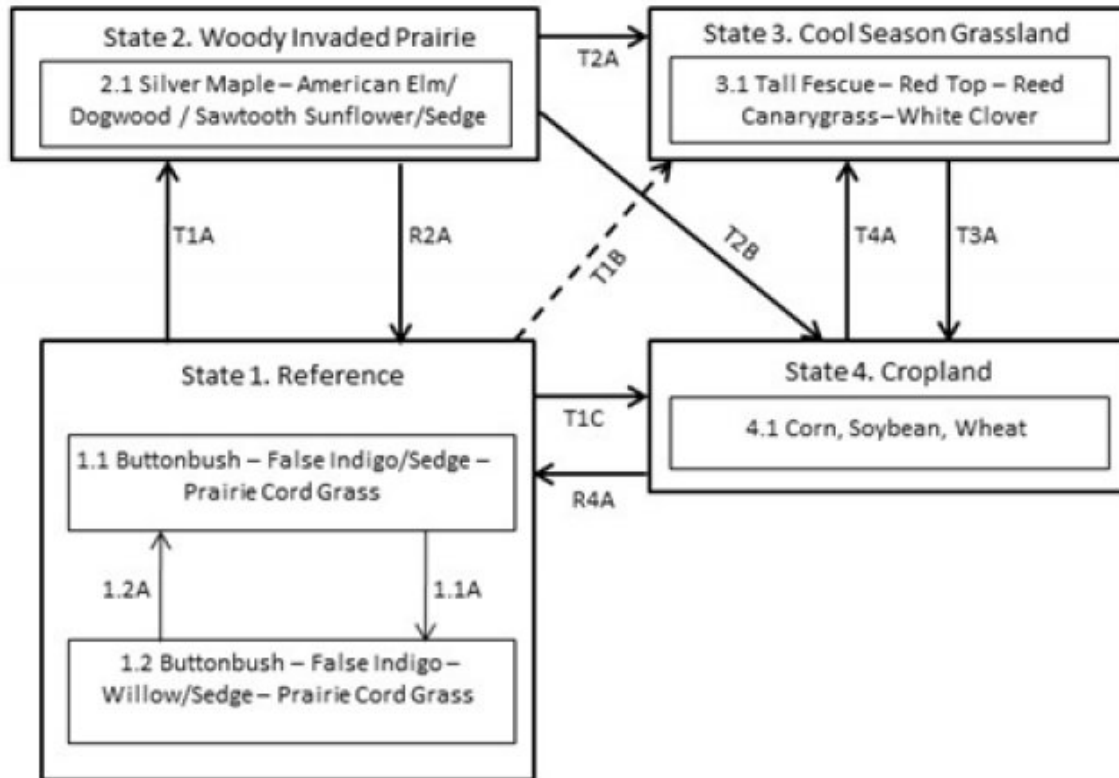 State 2. Woody Invaded Prairie
2.1 Silver Maple – American Elm/
Dogwood / Sawtooth Sunflower/Sedge
T2A
State 3. Cool Season Grassland
3.1 Tall Fescue – Red Top – Reed
Canarygrass – White Clover
T1A
R2A
T1B
T2B
T4A
T3A
State 1. Reference
1.1 Buttonbush – False Indigo/Sedge –
Prairie Cord Grass
1.2A
1.1A
1.2 Buttonbush – False Indigo –
Willow/Sedge – Prairie Cord Grass
T1C
R4A
State 4. Cropland
4.1 Corn, Soybean, Wheat